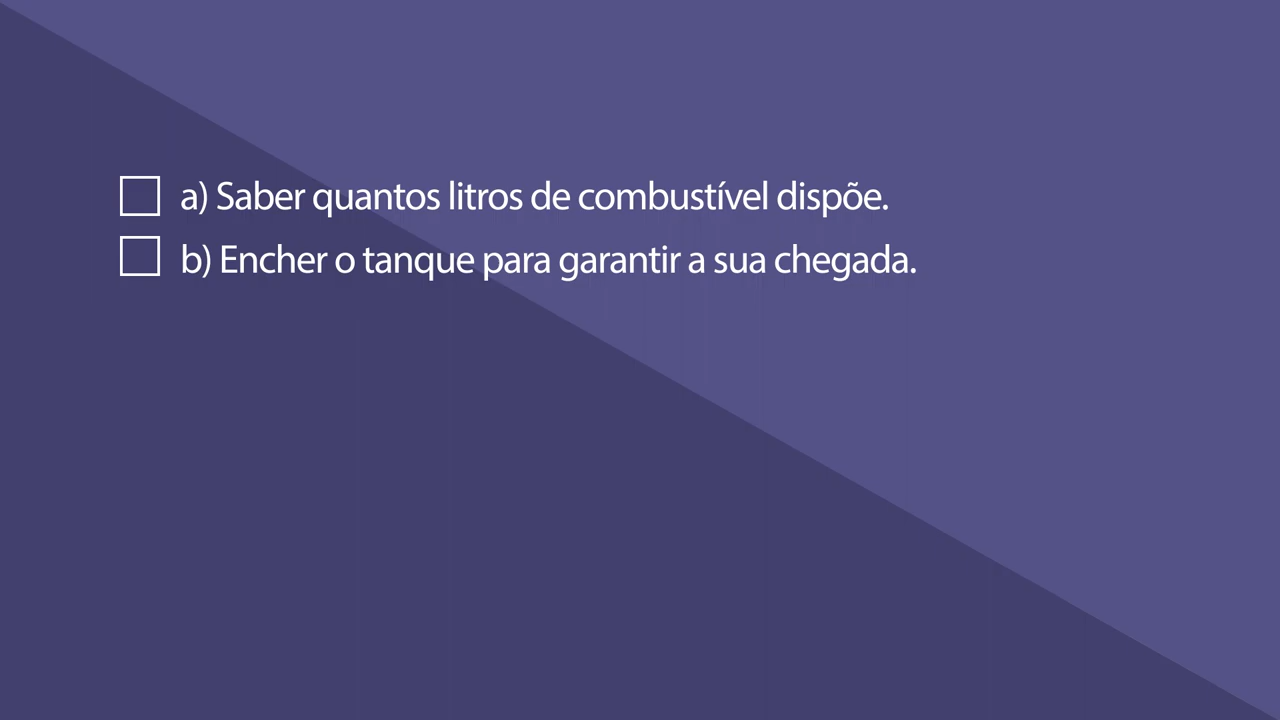 a) Saber quantos litros de combustível dispõe.
b) Encher o tanque para garantir a sua chegada.